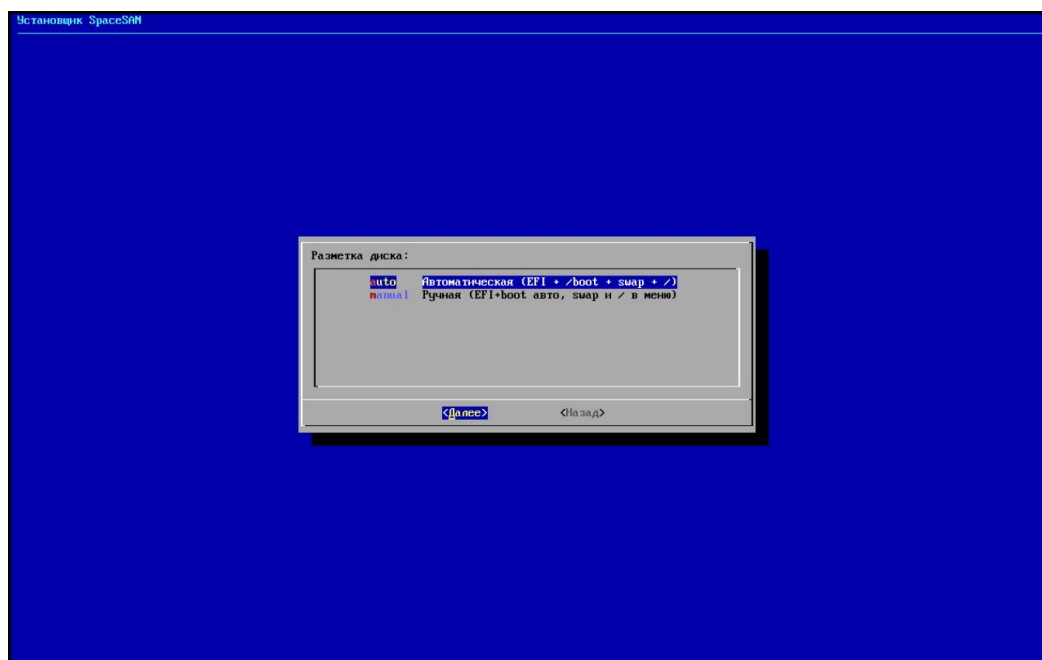 Установщик SpaceSAN
Разметка диска:
auto Автоматическая (EFI + /boot + swap + /)
manual Ручная (EFI+boot авто, swap и / в меню)
<Далее> <Назад>